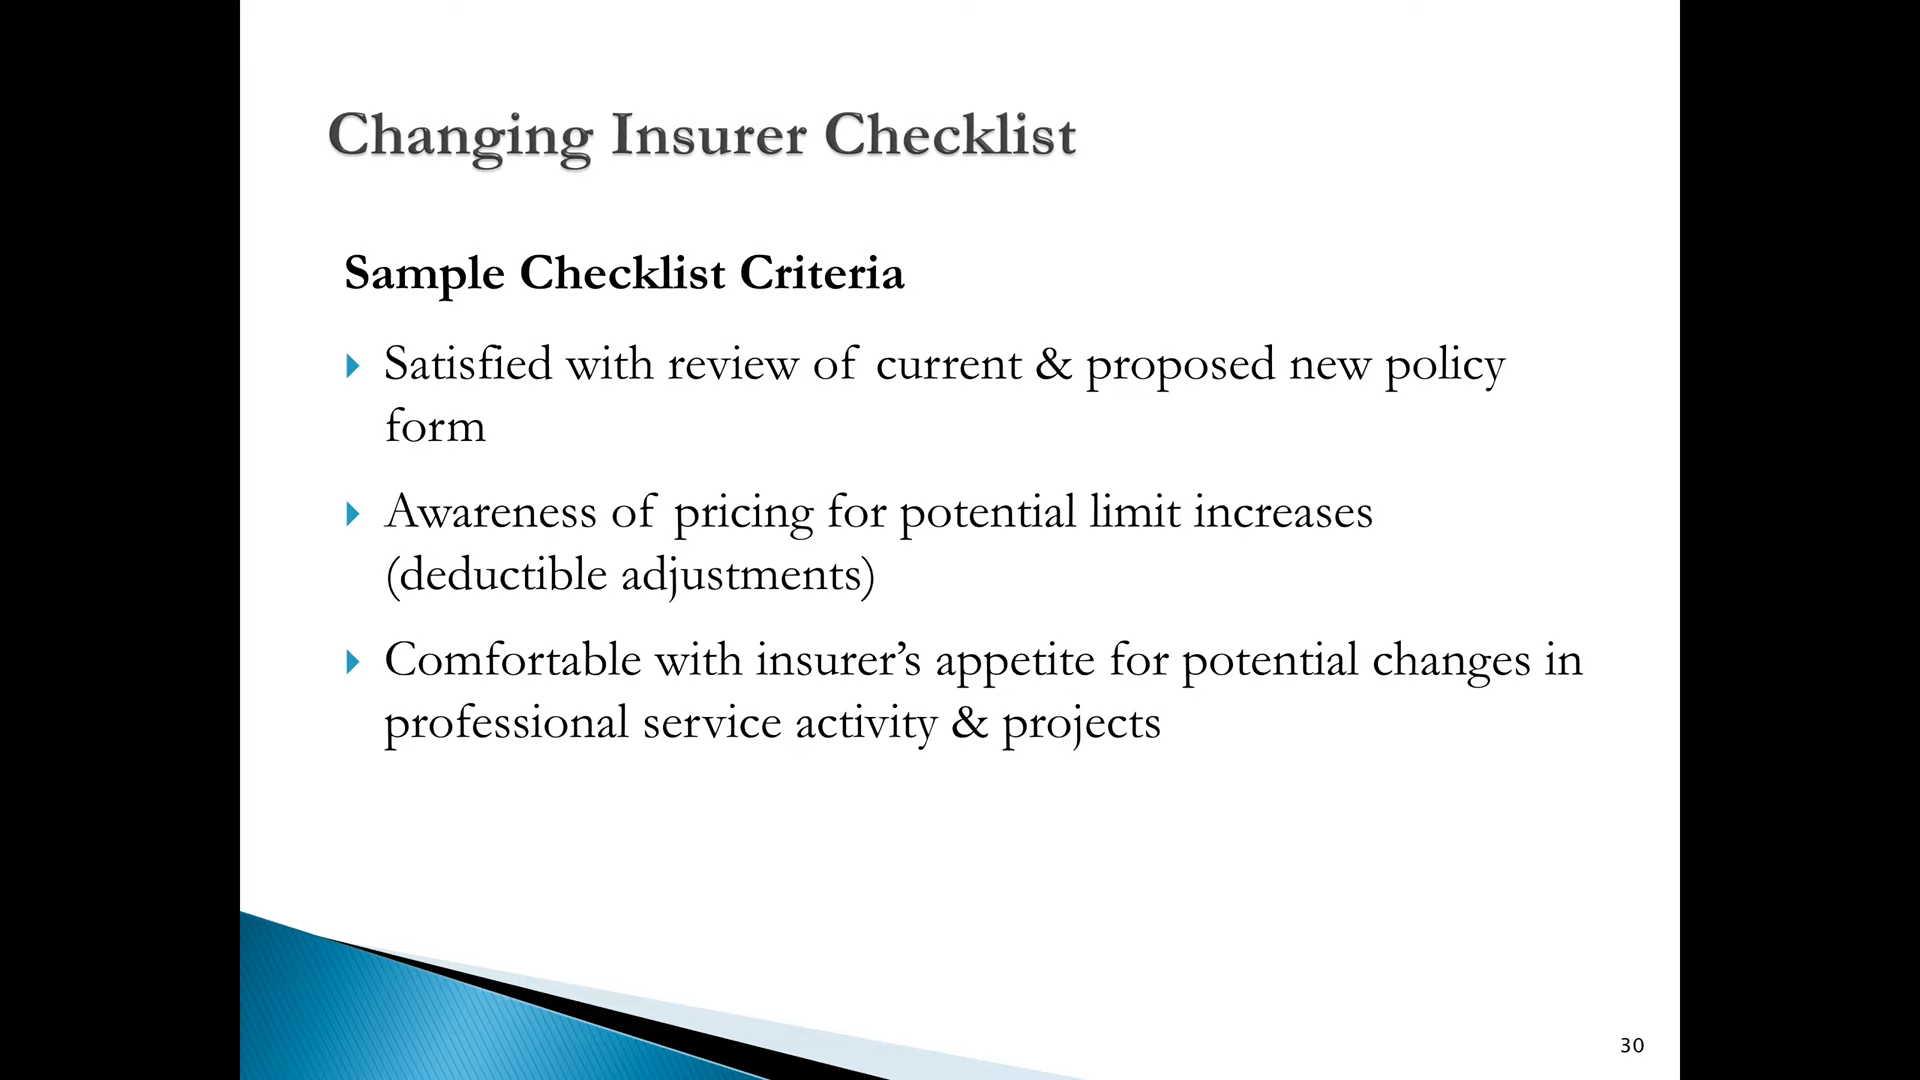 Changing Insurer Checklist
Sample Checklist Criteria
Satisfied with review of current & proposed new policy
form
Awareness of pricing for potential limit increases
(deductible adjustments)
Comfortable with insurer’s appetite for potential changes in
professional service activity & projects
30